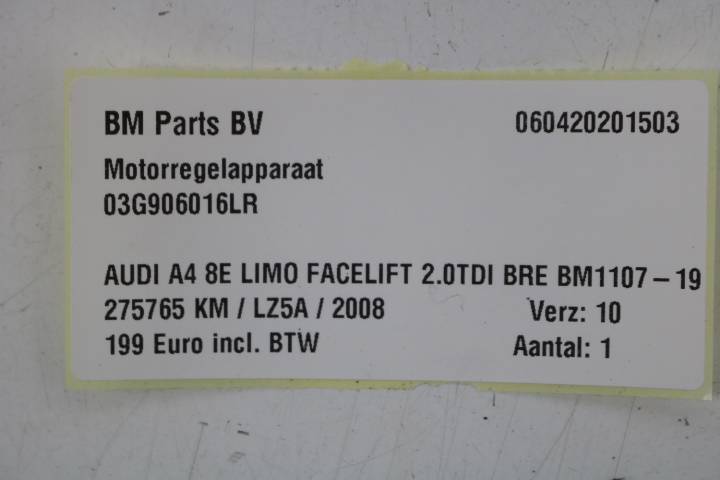 BM Parts BV 060420201503
Motorregelapparaat
03G906016LR
AUDI A4 8E LIMO FACELIFT 2.0TDI BRE BM1107-19
275765 KM / LZ5A / 2008 Verz: 10
199 Euro incl. BTW Aantal: 1